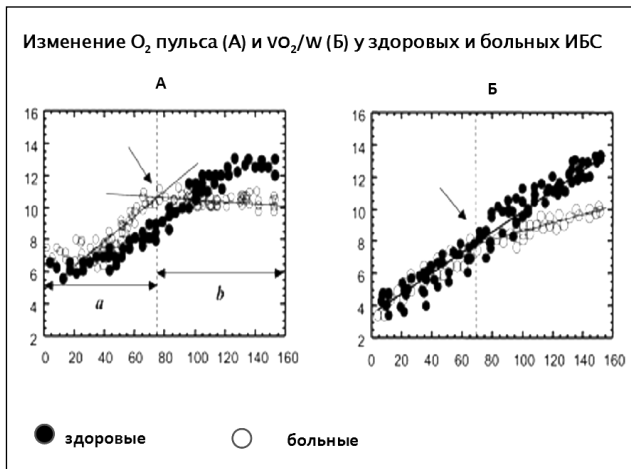 Изменение O₂ пульса (А) и VO₂/W (Б) у здоровых и больных ИБС
А
Б
16
14
12
10
8
6
4
2
a
b
0 20 40 60 80 100 120 140 160
16
14
12
10
8
6
4
2
0 20 40 60 80 100 120 140 160
здоровые
больные